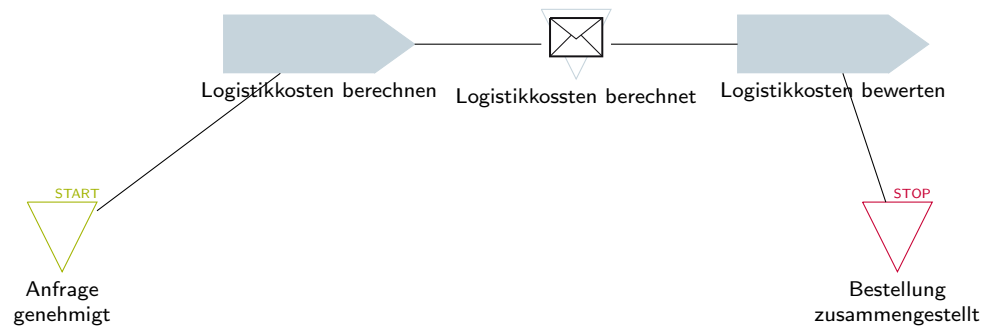 Logistikkosten berechnen
Logistikkossten berechnet
Logistikkosten bewerten
START
STOP
Anfrage
genehmigt
Bestellung
zusammengestellt